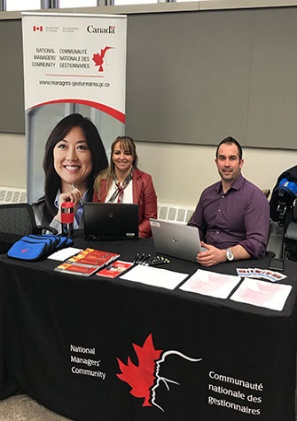 Canada
NATIONAL
MANAGERS'
COMMUNITY
COMMUNAUTÉ
NATIONALE DES
GESTIONNAIRES
www.managers-gestionnaires.gc.ca
National
Managers'
Community
Communauté
nationale des
gestionnaires